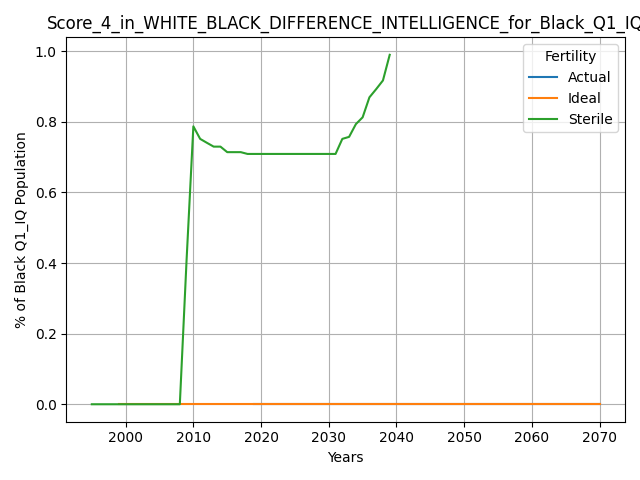 Score_4_in_WHITE_BLACK_DIFFERENCE_INTELLIGENCE_for_Black_Q1_IQ
% of Black Q1_IQ Population
1.0
0.8
0.6
0.4
0.2
0.0
Fertility
Actual
Ideal
Sterile
2000 2010 2020 2030 2040 2050 2060 2070
Years